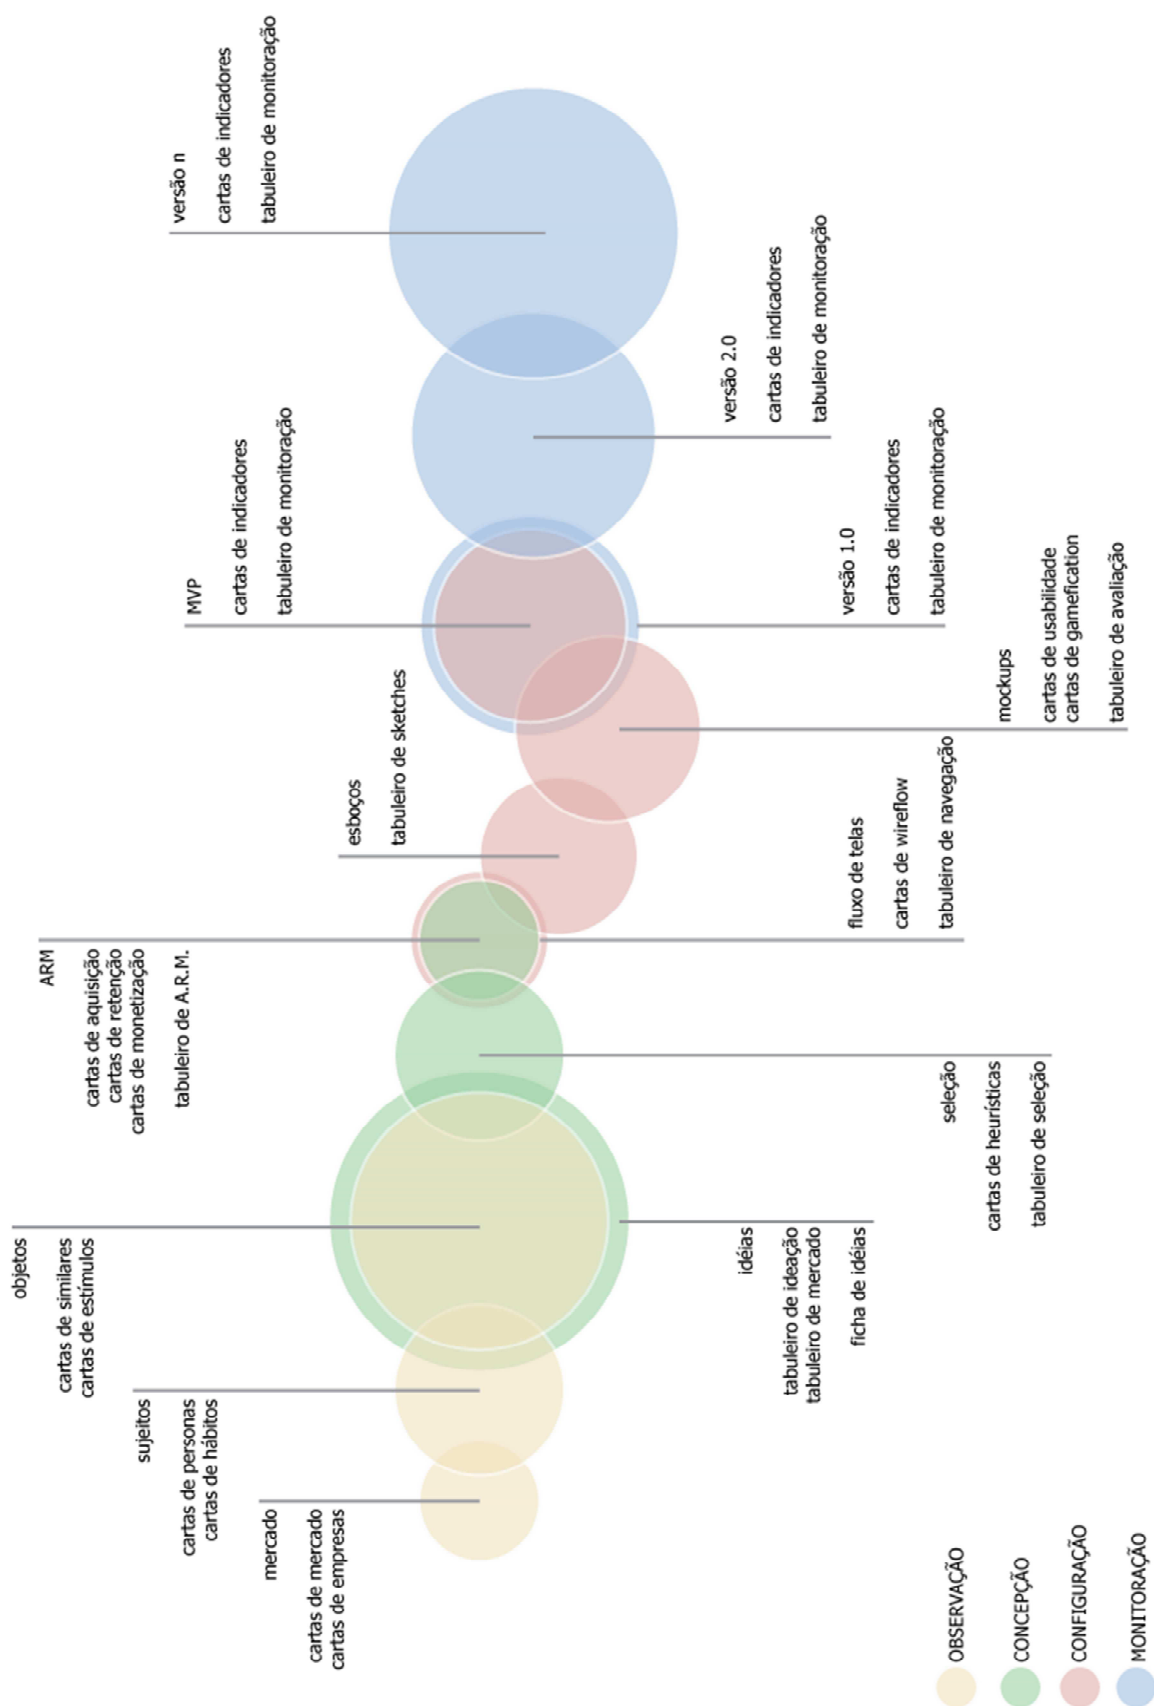 mercado
cartas de mercado
cartas de empresas
sujeitos
cartas de personas
cartas de hábitos
objetos
cartas de similares
cartas de estímulos
idéias
tabuleiro de ideação
tabuleiro de mercado
ficha de idéias
seleção
cartas de heurísticas
tabuleiro de seleção
ARM
cartas de aquisição
cartas de retenção
cartas de monetização
tabuleiro de A.R.M.
fluxo de telas
cartas de wireflow
tabuleiro de navegação
esboços
tabuleiro de sketches
mockups
cartas de usabilidade
cartas de gamefication
tabuleiro de avaliação
MVP
cartas de indicadores
tabuleiro de monitoração
versão 1.0
cartas de indicadores
tabuleiro de monitoração
versão 2.0
cartas de indicadores
tabuleiro de monitoração
versão n
cartas de indicadores
tabuleiro de monitoração
OBSERVAÇÃO
CONCEPÇÃO
CONFIGURAÇÃO
MONITORAÇÃO